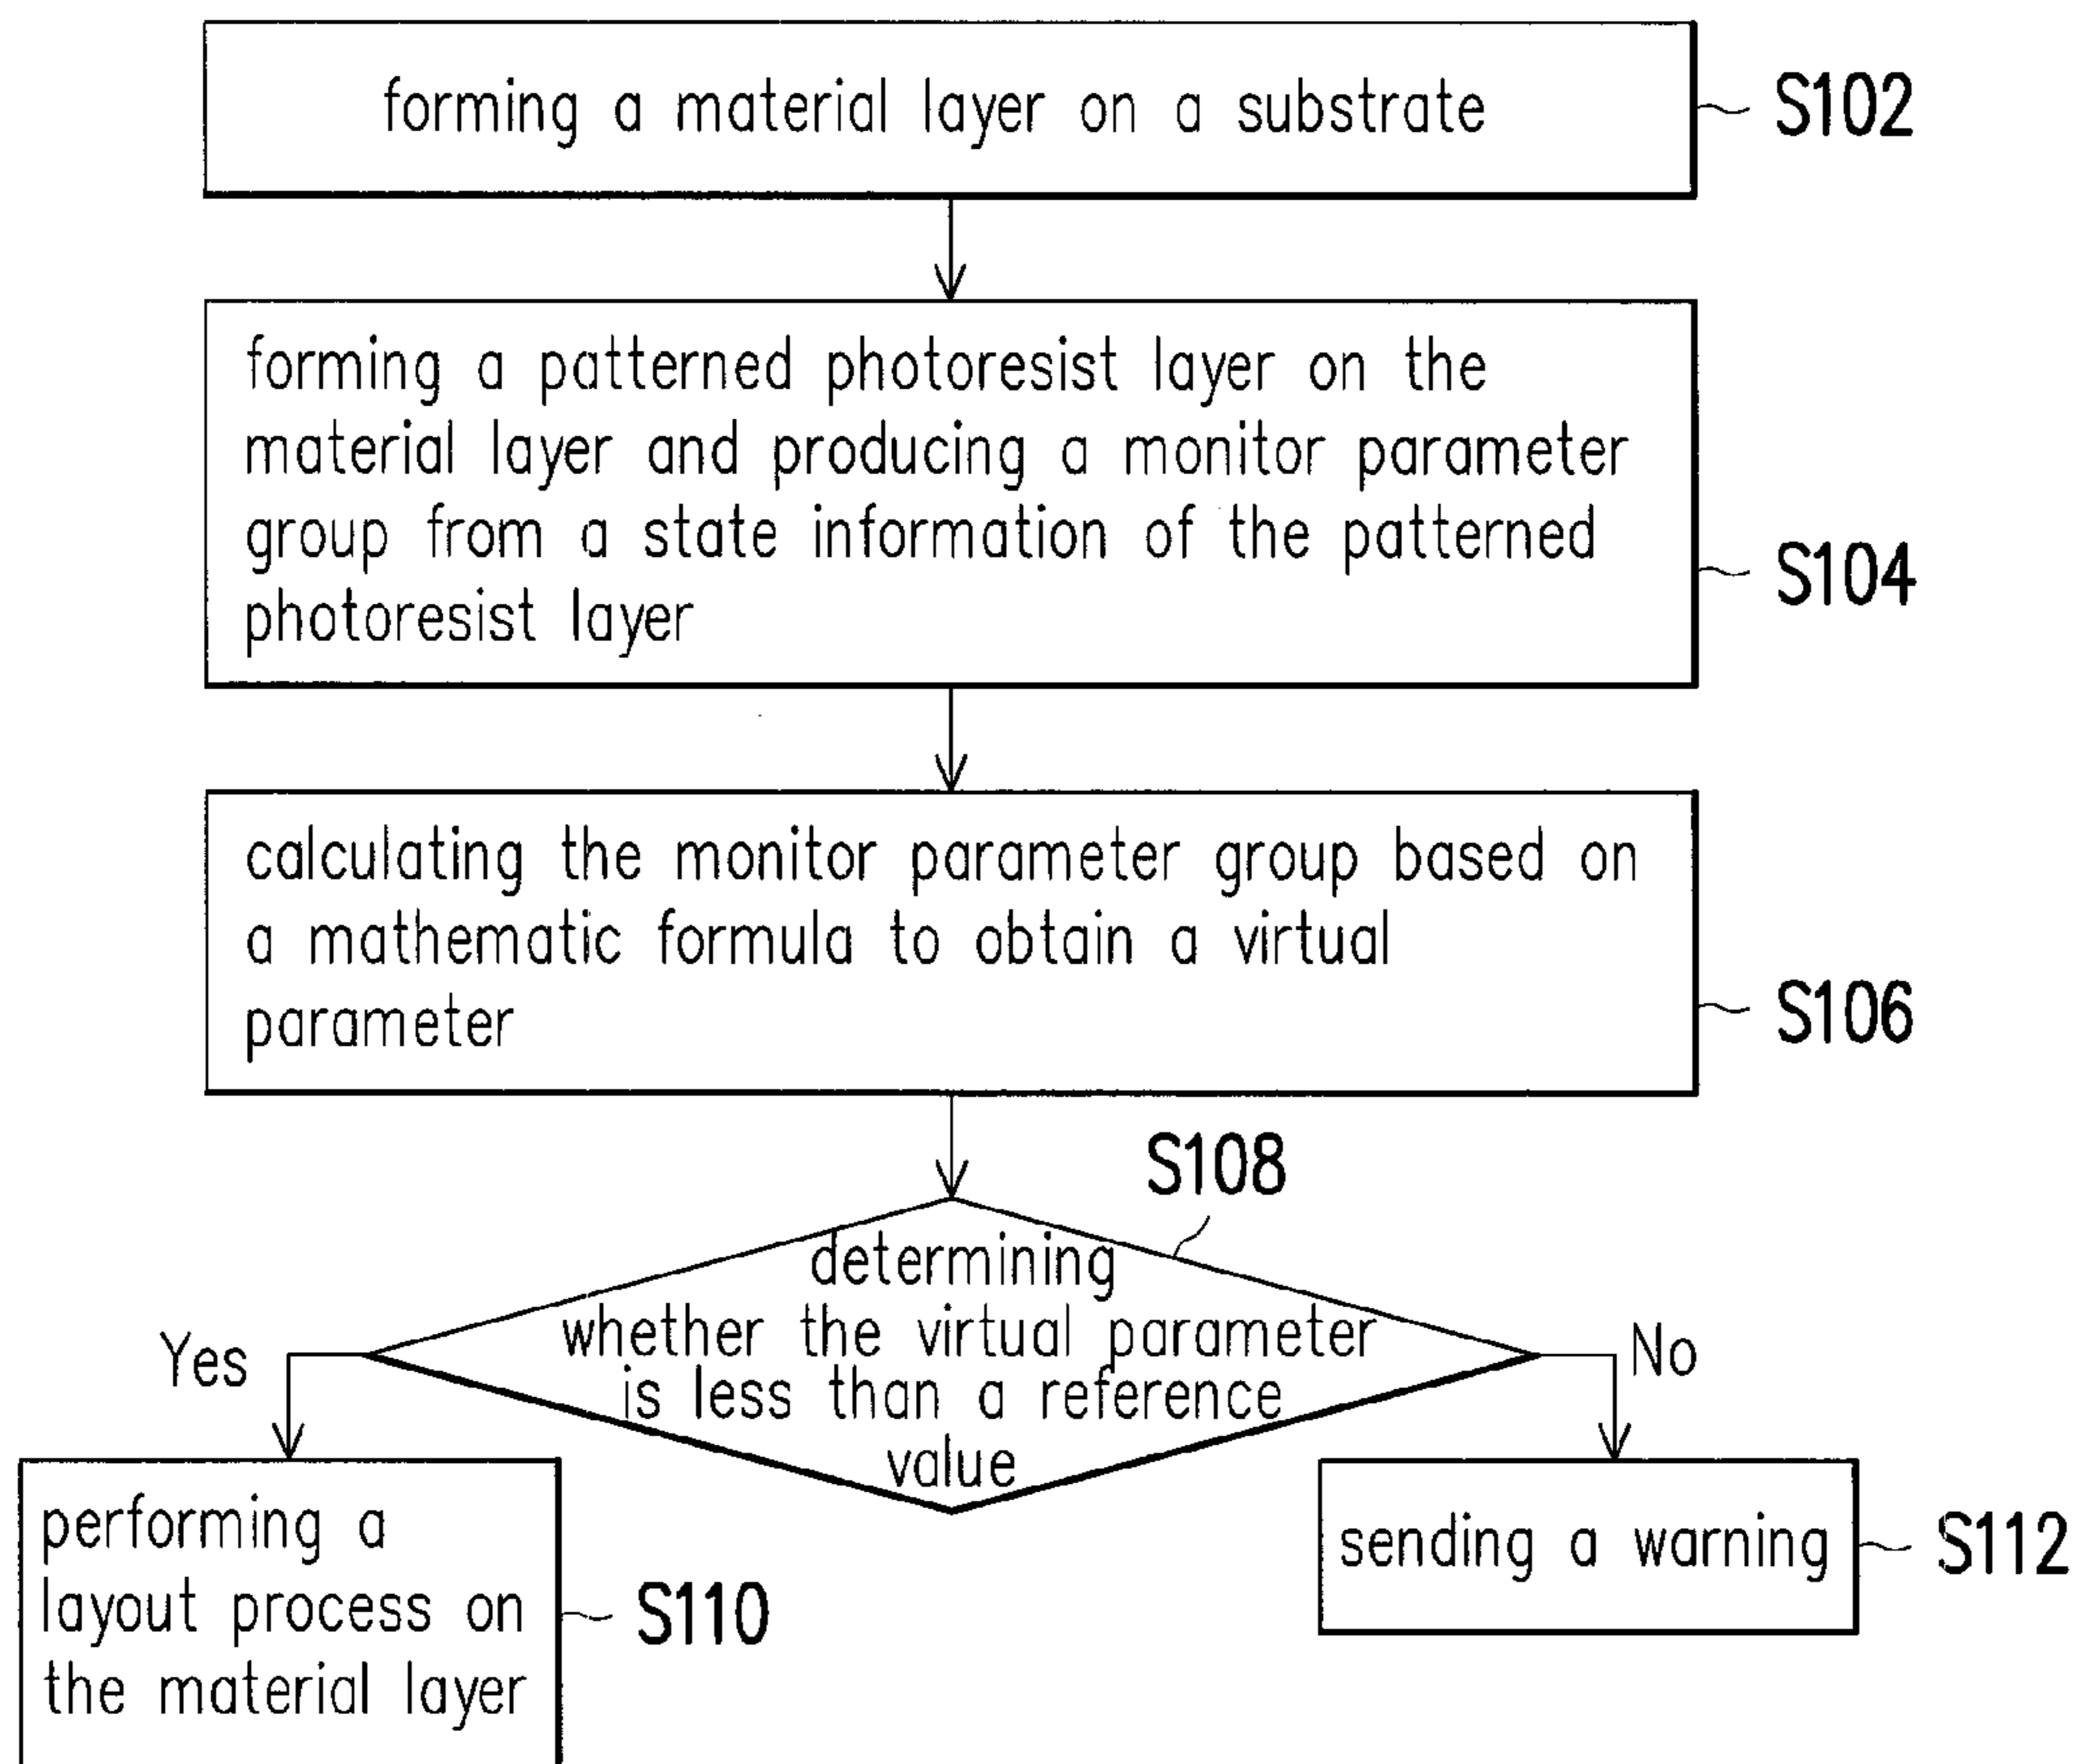 forming a material layer on a substrate
S102
forming a patterned photoresist layer on the
material layer and producing a monitor parameter
group from a state information of the patterned
photoresist layer
S104
calculating the monitor parameter group based on
a mathematic formula to obtain a virtual
parameter
S106
S108
determining
whether the virtual parameter
is less than a reference
value
Yes
No
performing a
layout process on
the material layer
S110
sending a warning
S112